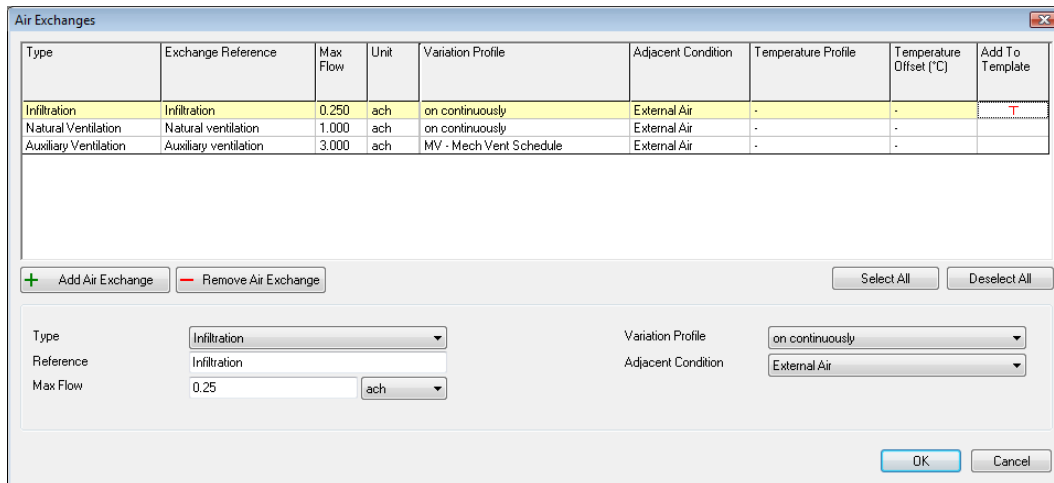 Air Exchanges
Type Exchange Reference Max Flow Unit Variation Profile Adjacent Condition Temperature Profile Temperature Offset (°C) Add To Template
Infiltration Infiltration 0.250 ach on continuously External Air - - T
Natural Ventilation Natural ventilation 1.000 ach on continuously External Air - -
Auxiliary Ventilation Auxiliary ventilation 3.000 ach MV - Mech Vent Schedule External Air - -
Add Air Exchange Remove Air Exchange Select All Deselect All
Type Infiltration Variation Profile on continuously
Reference Infiltration Adjacent Condition External Air
Max Flow 0.25 ach
OK Cancel